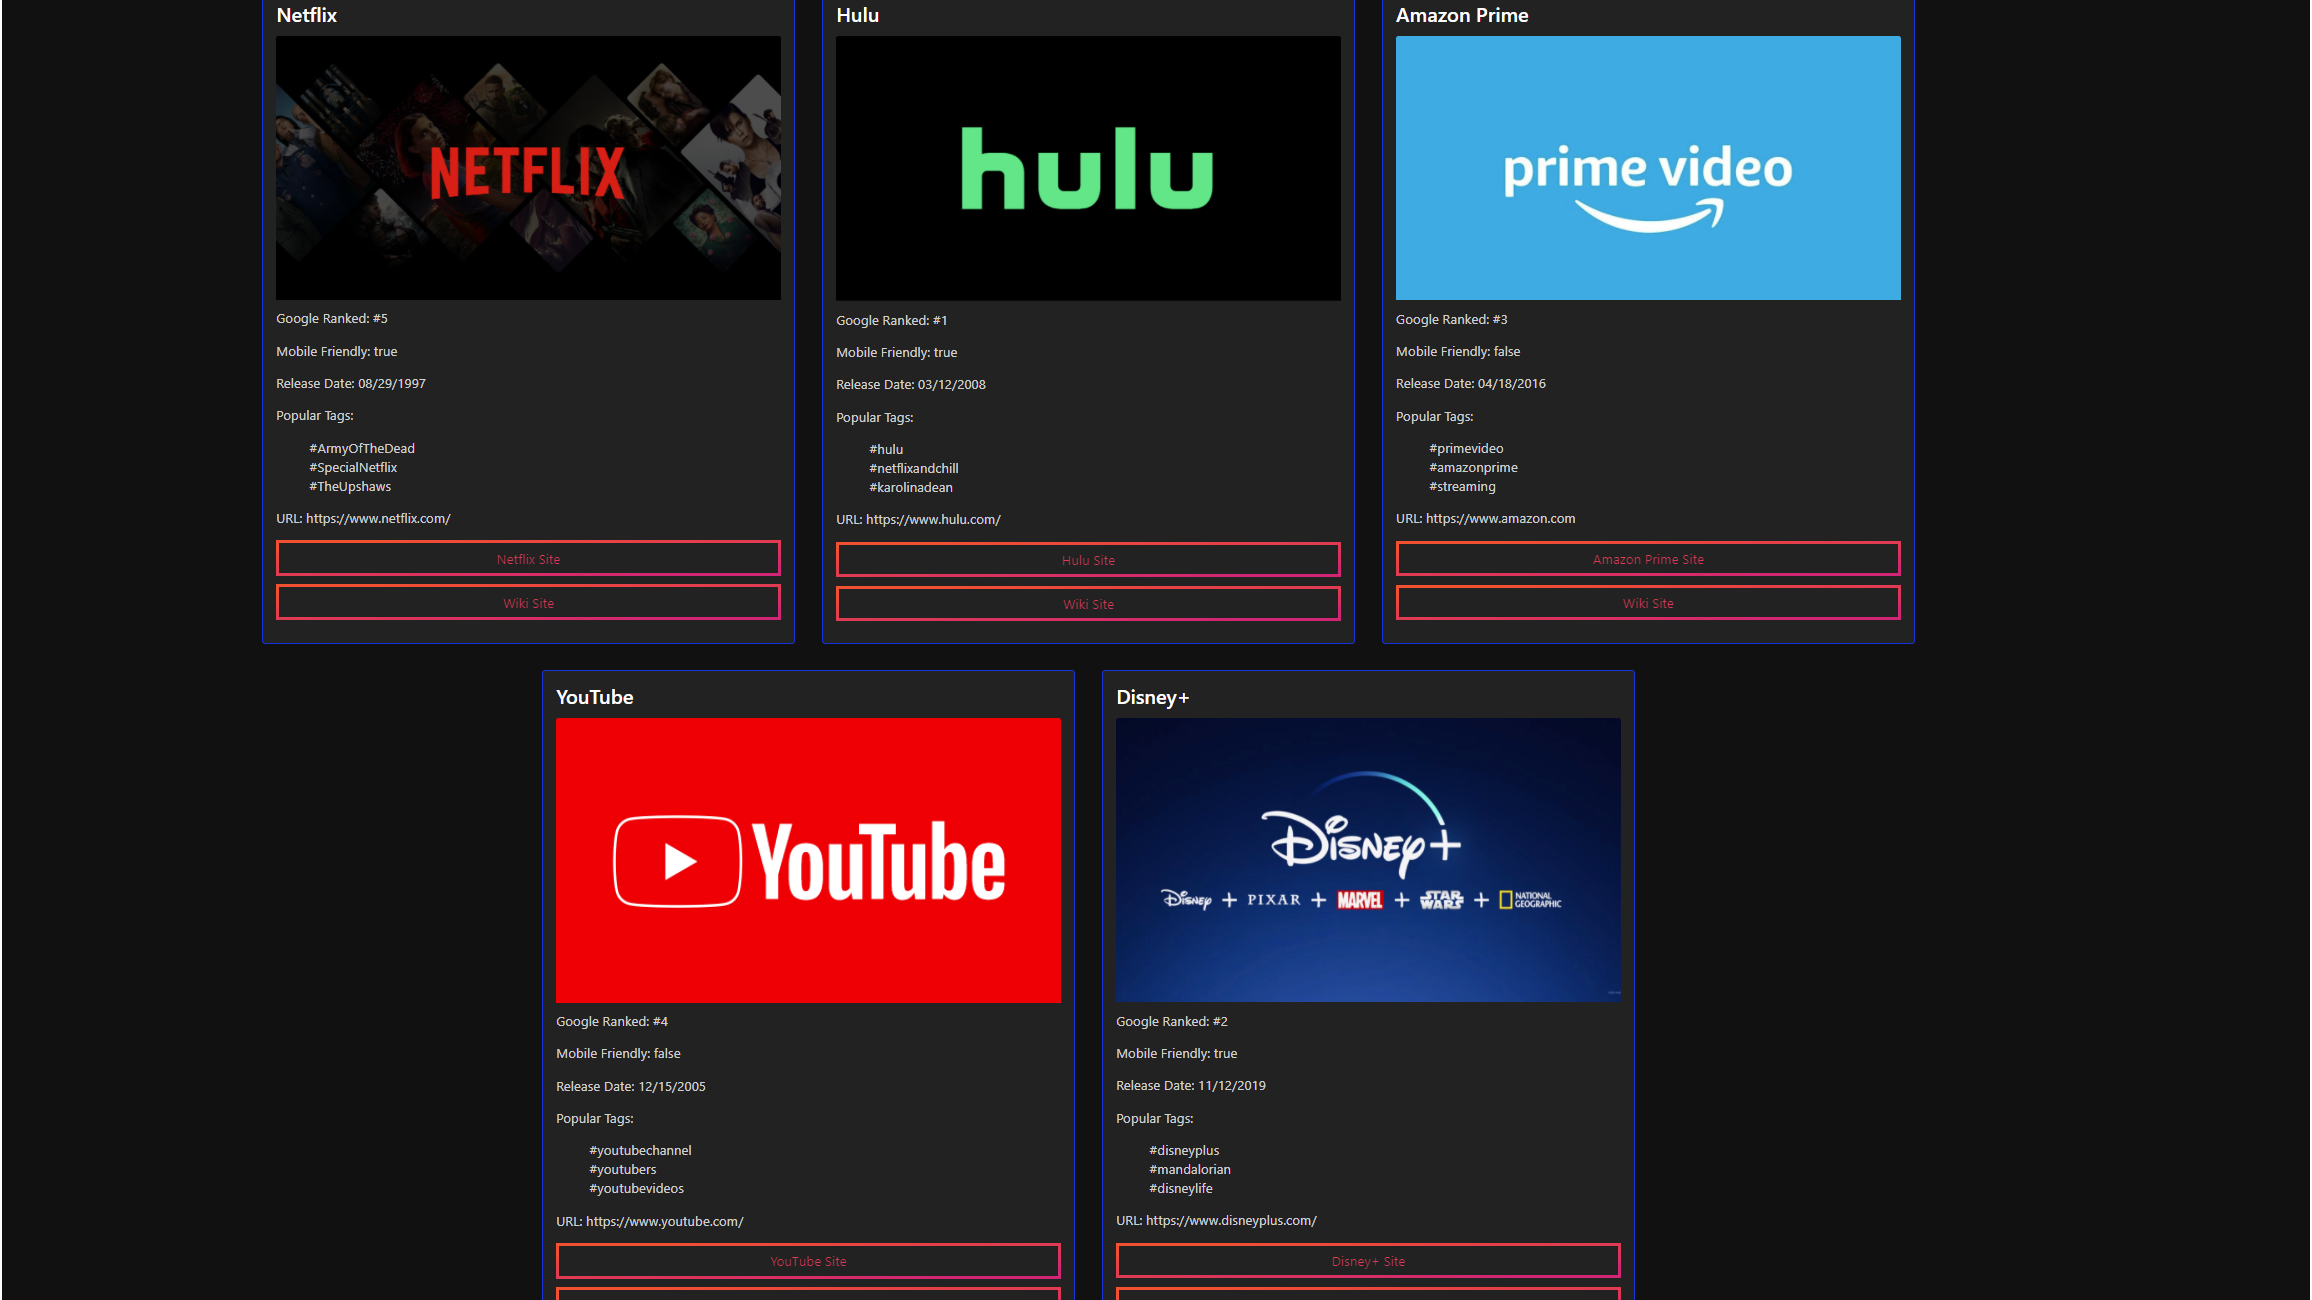 Netflix
NETFLIX
Google Ranked: #5
Mobile Friendly: true
Release Date: 08/29/1997
Popular Tags:
#ArmyOfTheDead
#SpecialNetflix
#TheUpshaws
URL: https://www.netflix.com/
Netflix Site
Wiki Site
Hulu
hulu
Google Ranked: #1
Mobile Friendly: true
Release Date: 03/12/2008
Popular Tags:
#hulu
#netflixandchill
#karolinadean
URL: https://www.hulu.com/
Hulu Site
Wiki Site
Amazon Prime
prime video
Google Ranked: #3
Mobile Friendly: false
Release Date: 04/18/2016
Popular Tags:
#primevideo
#amazonprime
#streaming
URL: https://www.amazon.com
Amazon Prime Site
Wiki Site
YouTube
YouTube
Google Ranked: #4
Mobile Friendly: false
Release Date: 12/15/2005
Popular Tags:
#youtubechannel
#youtubers
#youtubevideos
URL: https://www.youtube.com/
YouTube Site
Disney+
Disney+
Disney + PIXAR + MARVEL + STAR WARS + NATIONAL GEOGRAPHIC
Google Ranked: #2
Mobile Friendly: true
Release Date: 11/12/2019
Popular Tags:
#disneyplus
#mandalorian
#disneylife
URL: https://www.disneyplus.com/
Disney+ Site